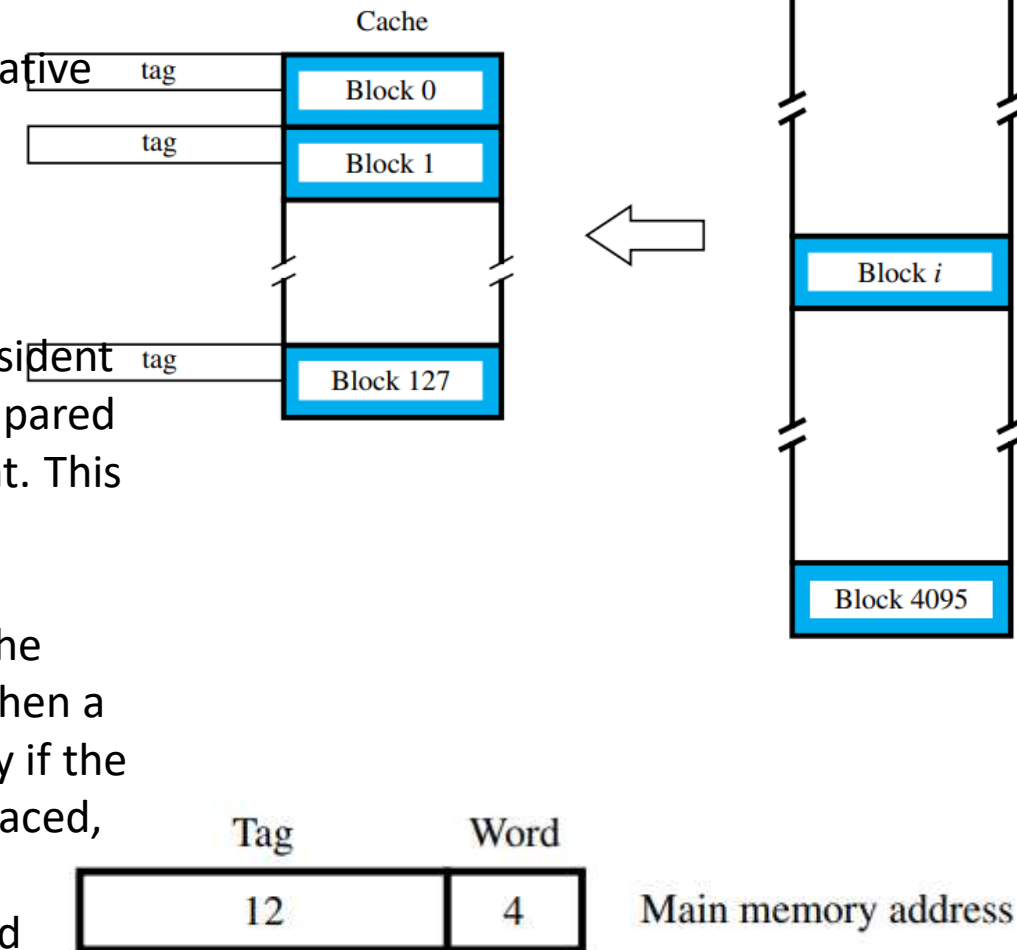 Cache
ative
tag
Block 0
tag
Block 1
Block i
sident
tag
Block 127
pared
t. This
Block 4095
he
hen a
y if the
aced,
Tag Word
12 4 Main memory address
d